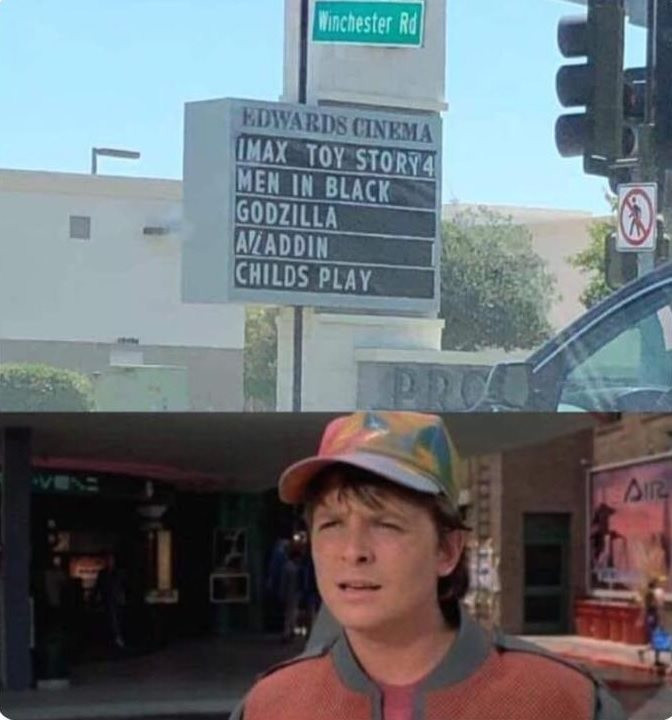 Winchester Rd
EDWARDS CINEMA
IMAX TOY STORY 4
MEN IN BLACK
GODZILLA
ALADDIN
CHILDS PLAY